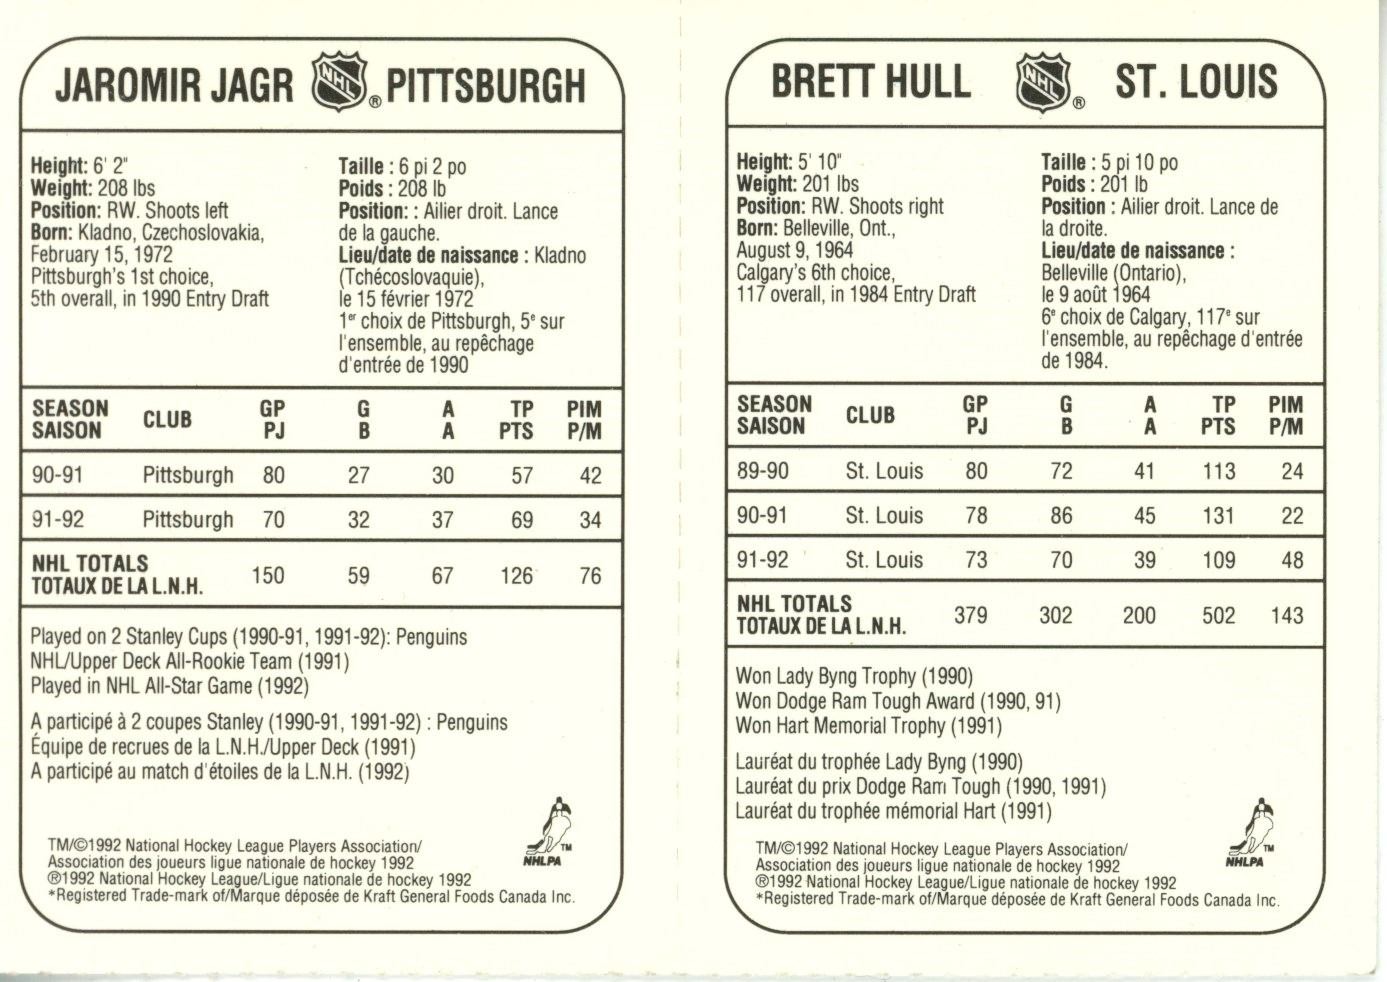 JAROMIR JAGR NHL ® PITTSBURGH
Height: 6' 2"
Weight: 208 lbs
Position: RW. Shoots left
Born: Kladno, Czechoslovakia,
February 15, 1972
Pittsburgh's 1st choice,
5th overall, in 1990 Entry Draft
Taille : 6 pi 2 po
Poids : 208 lb
Position: : Ailier droit. Lance
de la gauche.
Lieu/date de naissance : Kladno
(Tchécoslovaquie),
le 15 février 1972
1er choix de Pittsburgh, 5e sur
l'ensemble, au repêchage
d'entrée de 1990
SEASON CLUB GP G A TP PIM
SAISON PJ B A PTS P/M
90-91 Pittsburgh 80 27 30 57 42
91-92 Pittsburgh 70 32 37 69 34
NHL TOTALS
TOTAUX DE LA L.N.H. 150 59 67 126 76
Played on 2 Stanley Cups (1990-91, 1991-92): Penguins
NHL/Upper Deck All-Rookie Team (1991)
Played in NHL All-Star Game (1992)
A participé à 2 coupes Stanley (1990-91, 1991-92) : Penguins
Équipe de recrues de la L.N.H./Upper Deck (1991)
A participé au match d'étoiles de la L.N.H. (1992)
TM
NHLPA
TM/©1992 National Hockey League Players Association/
Association des joueurs ligue nationale de hockey 1992
®1992 National Hockey League/Ligue nationale de hockey 1992
*Registered Trade-mark of/Marque déposée de Kraft General Foods Canada Inc.
BRETT HULL NHL ® ST. LOUIS
Height: 5' 10"
Weight: 201 lbs
Position: RW. Shoots right
Born: Belleville, Ont.,
August 9, 1964
Calgary's 6th choice,
117 overall, in 1984 Entry Draft
Taille : 5 pi 10 po
Poids : 201 lb
Position : Ailier droit. Lance de
la droite.
Lieu/date de naissance :
Belleville (Ontario),
le 9 août 1964
6e choix de Calgary, 117e sur
l'ensemble, au repêchage d'entrée
de 1984.
SEASON CLUB GP G A TP PIM
SAISON PJ B A PTS P/M
89-90 St. Louis 80 72 41 113 24
90-91 St. Louis 78 86 45 131 22
91-92 St. Louis 73 70 39 109 48
NHL TOTALS
TOTAUX DE LA L.N.H. 379 302 200 502 143
Won Lady Byng Trophy (1990)
Won Dodge Ram Tough Award (1990, 91)
Won Hart Memorial Trophy (1991)
Lauréat du trophée Lady Byng (1990)
Lauréat du prix Dodge Ram Tough (1990, 1991)
Lauréat du trophée mémorial Hart (1991)
TM
NHLPA
TM/©1992 National Hockey League Players Association/
Association des joueurs ligue nationale de hockey 1992
®1992 National Hockey League/Ligue nationale de hockey 1992
*Registered Trade-mark of/Marque déposée de Kraft General Foods Canada Inc.